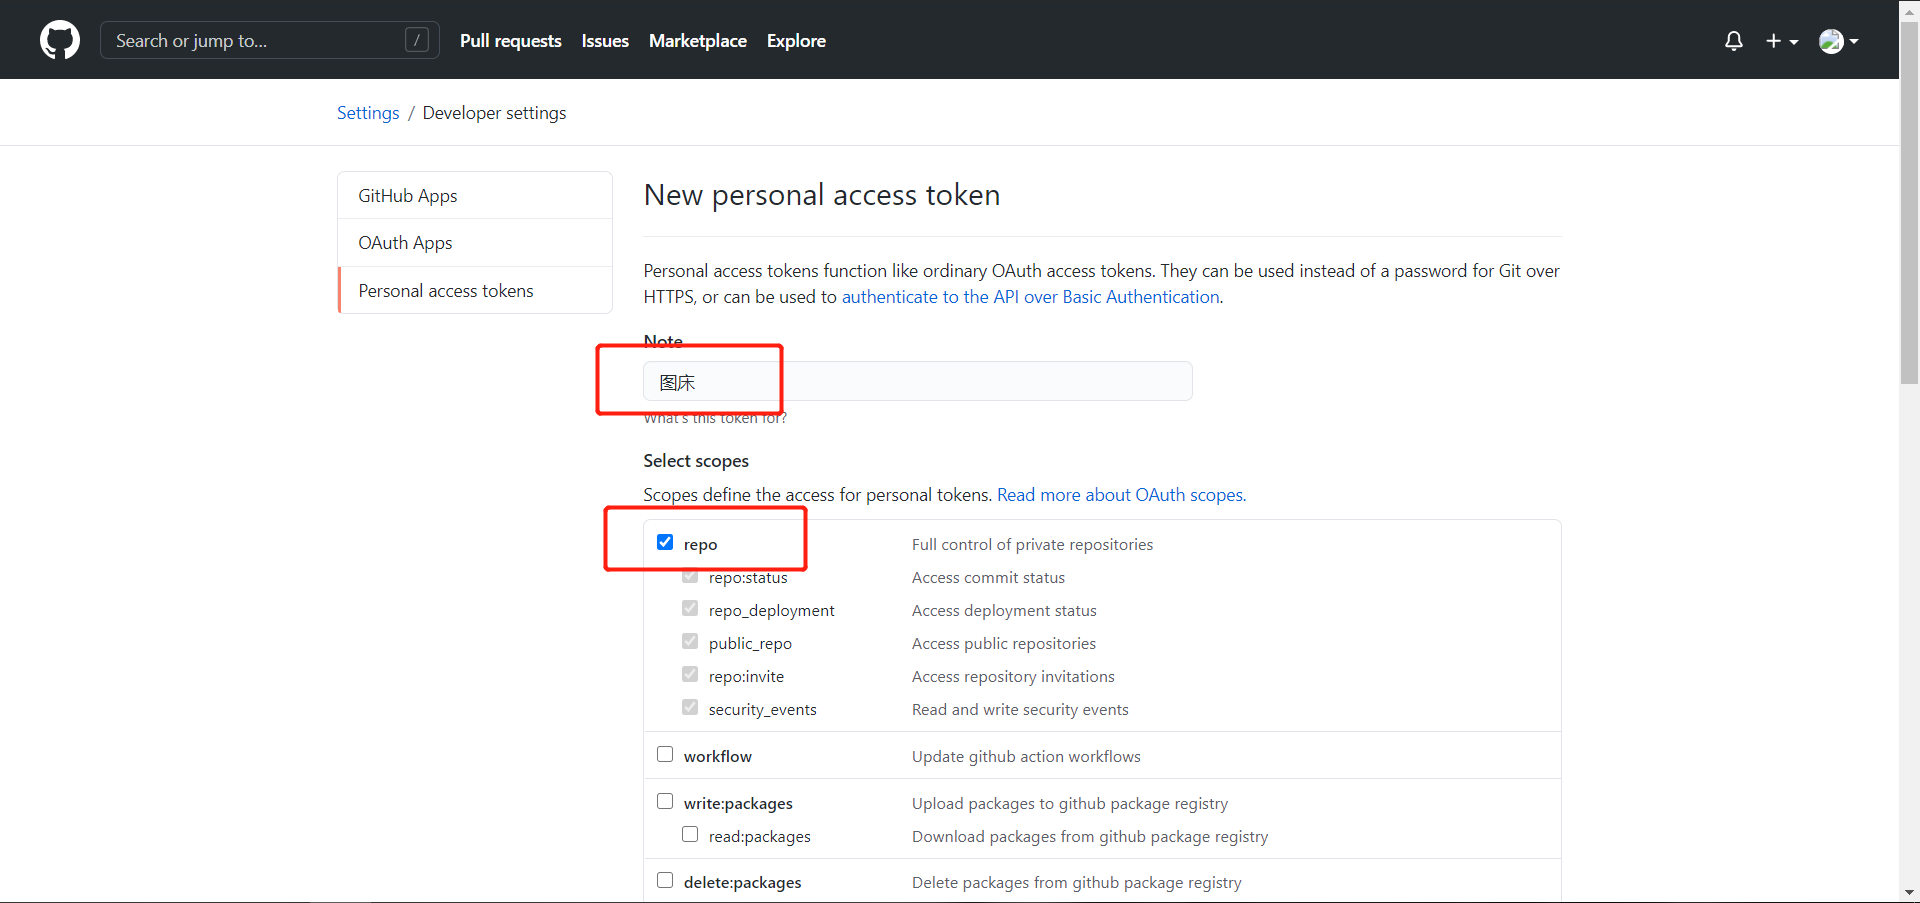 Search or jump to... /
Pull requests Issues Marketplace Explore
Settings / Developer settings
GitHub Apps
OAuth Apps
Personal access tokens
New personal access token
Personal access tokens function like ordinary OAuth access tokens. They can be used instead of a password for Git over
HTTPS, or can be used to authenticate to the API over Basic Authentication.
Note
图床
What's this token for?
Select scopes
Scopes define the access for personal tokens. Read more about OAuth scopes.
repo Full control of private repositories
repo:status Access commit status
repo_deployment Access deployment status
public_repo Access public repositories
repo:invite Access repository invitations
security_events Read and write security events
workflow Update github action workflows
write:packages Upload packages to github package registry
read:packages Download packages from github package registry
delete:packages Delete packages from github package registry